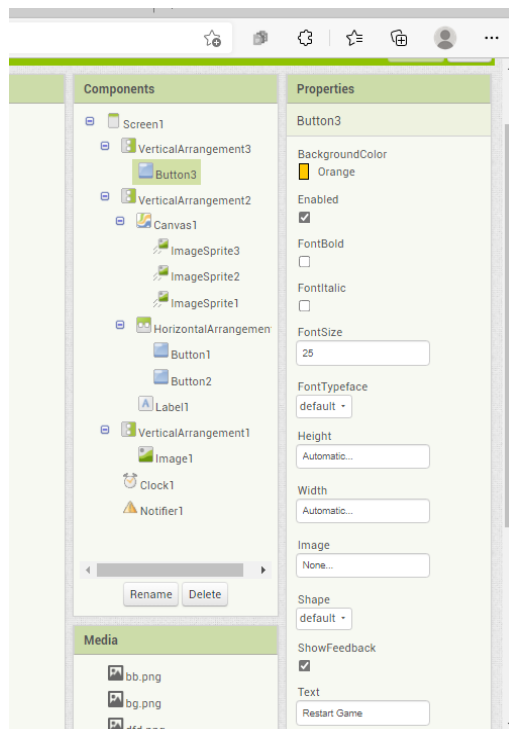 Components
Screen1
VerticalArrangement3
Button3
VerticalArrangement2
Canvas1
ImageSprite3
ImageSprite2
ImageSprite1
HorizontalArrangemen
Button1
Button2
A Label1
VerticalArrangement1
Image1
Clock1
Notifier1
Rename Delete
Media
bb.png
bg.png
Properties
Button3
BackgroundColor
Orange
Enabled
FontBold
FontItalic
FontSize
25
FontTypeface
default
Height
Automatic...
Width
Automatic...
Image
None...
Shape
default
ShowFeedback
Text
Restart Game